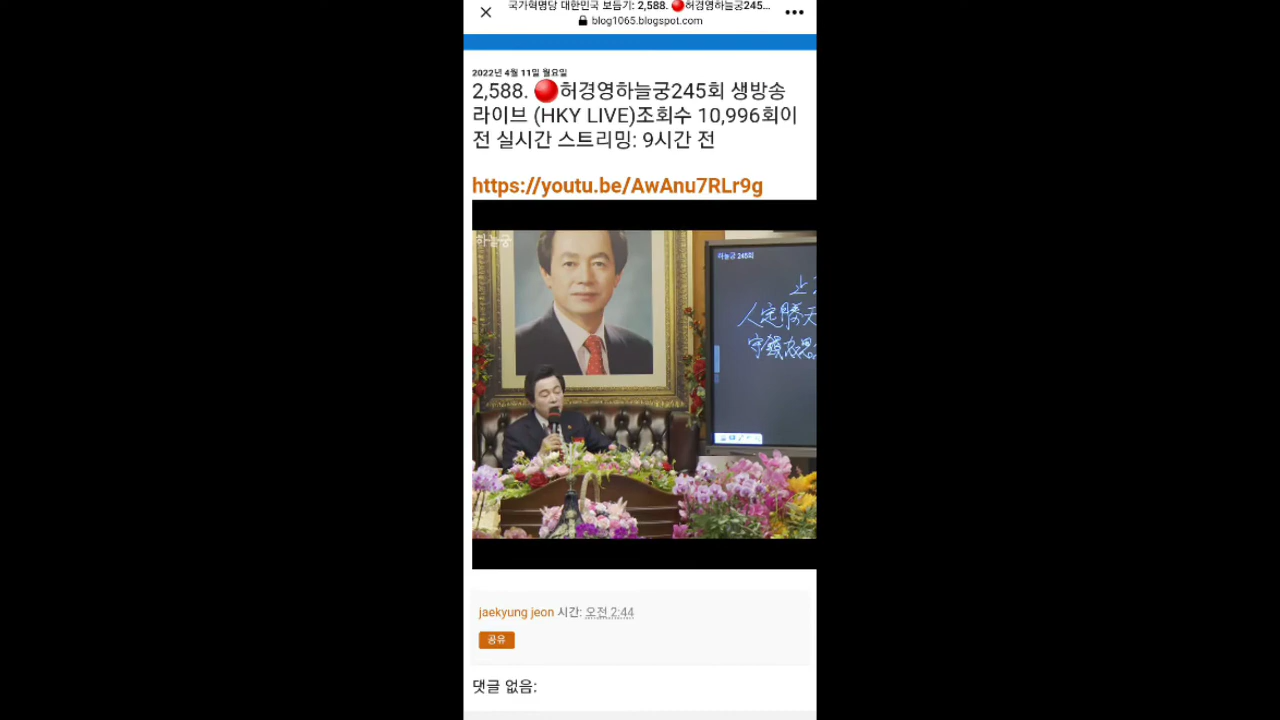 국가혁명당 대한민국 보듬기: 2,588. 🔴허경영하늘궁245...
blog1065.blogspot.com
2022년 4월 11일 월요일
2,588. 🔴허경영하늘궁245회 생방송
라이브 (HKY LIVE)조회수 10,996회이
전 실시간 스트리밍: 9시간 전
https://youtu.be/AwAnu7RLr9g
하늘궁
하늘궁 245회
止
人定勝天
守鎖
jaekyung jeon 시간: 오전 2:44
공유
댓글 없음: